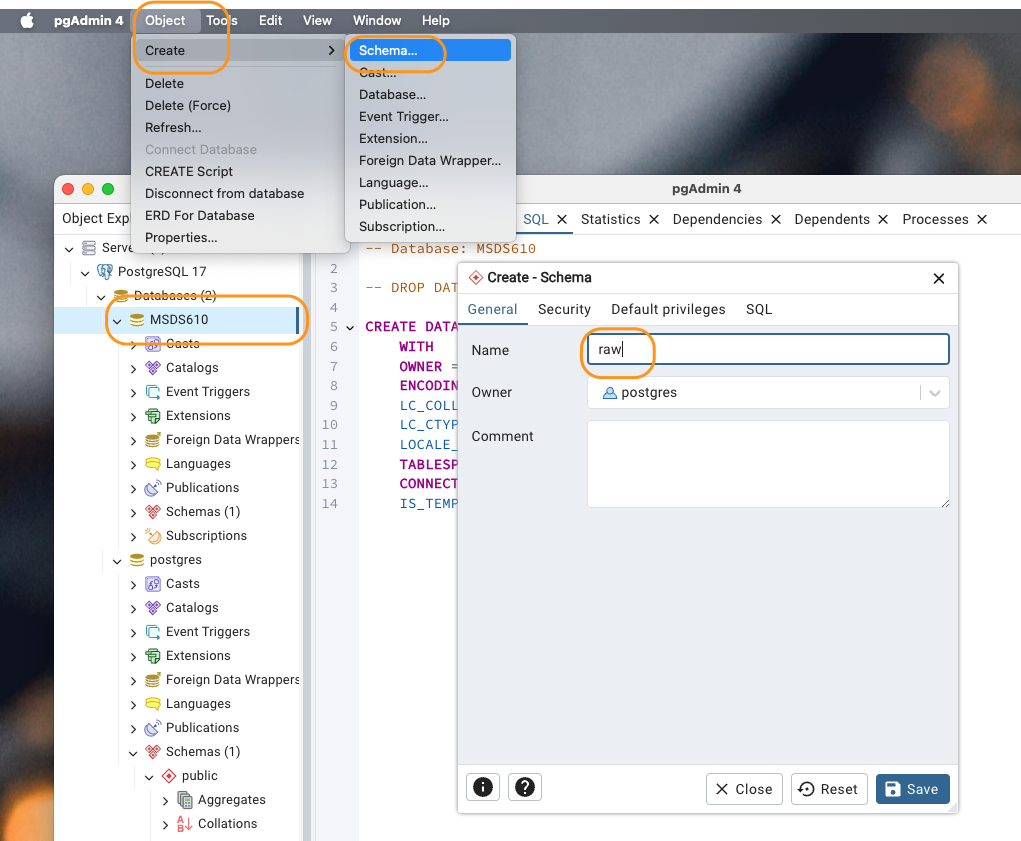 pgAdmin 4 Object Tools Edit View Window Help
Create
Delete
Delete (Force)
Refresh...
Connect Database
CREATE Script
Disconnect from database
ERD For Database
Properties...
Schema...
Cast...
Database...
Event Trigger...
Extension...
Foreign Data Wrapper...
Language...
Publication...
Subscription...
pgAdmin 4
Object Exp
SQL Statistics Dependencies Dependents Processes
Serve
PostgreSQL 17
Databases (2)
MSDS610
Casts
Catalogs
Event Triggers
Extensions
Foreign Data Wrappers
Languages
Publications
Schemas (1)
Subscriptions
postgres
Casts
Catalogs
Event Triggers
Extensions
Foreign Data Wrappers
Languages
Publications
Schemas (1)
public
Aggregates
Collations
-- Database: MSDS610
2
3 -- DROP DAT
4
5 CREATE DATA
6 WITH
7 OWNER =
8 ENCODIN
9 LC_COLL
10 LC_CTYP
11 LOCALE_
12 TABLESP
13 CONNECT
14 IS_TEMP
Create - Schema
General Security Default privileges SQL
Name raw
Owner postgres
Comment
Close Reset Save